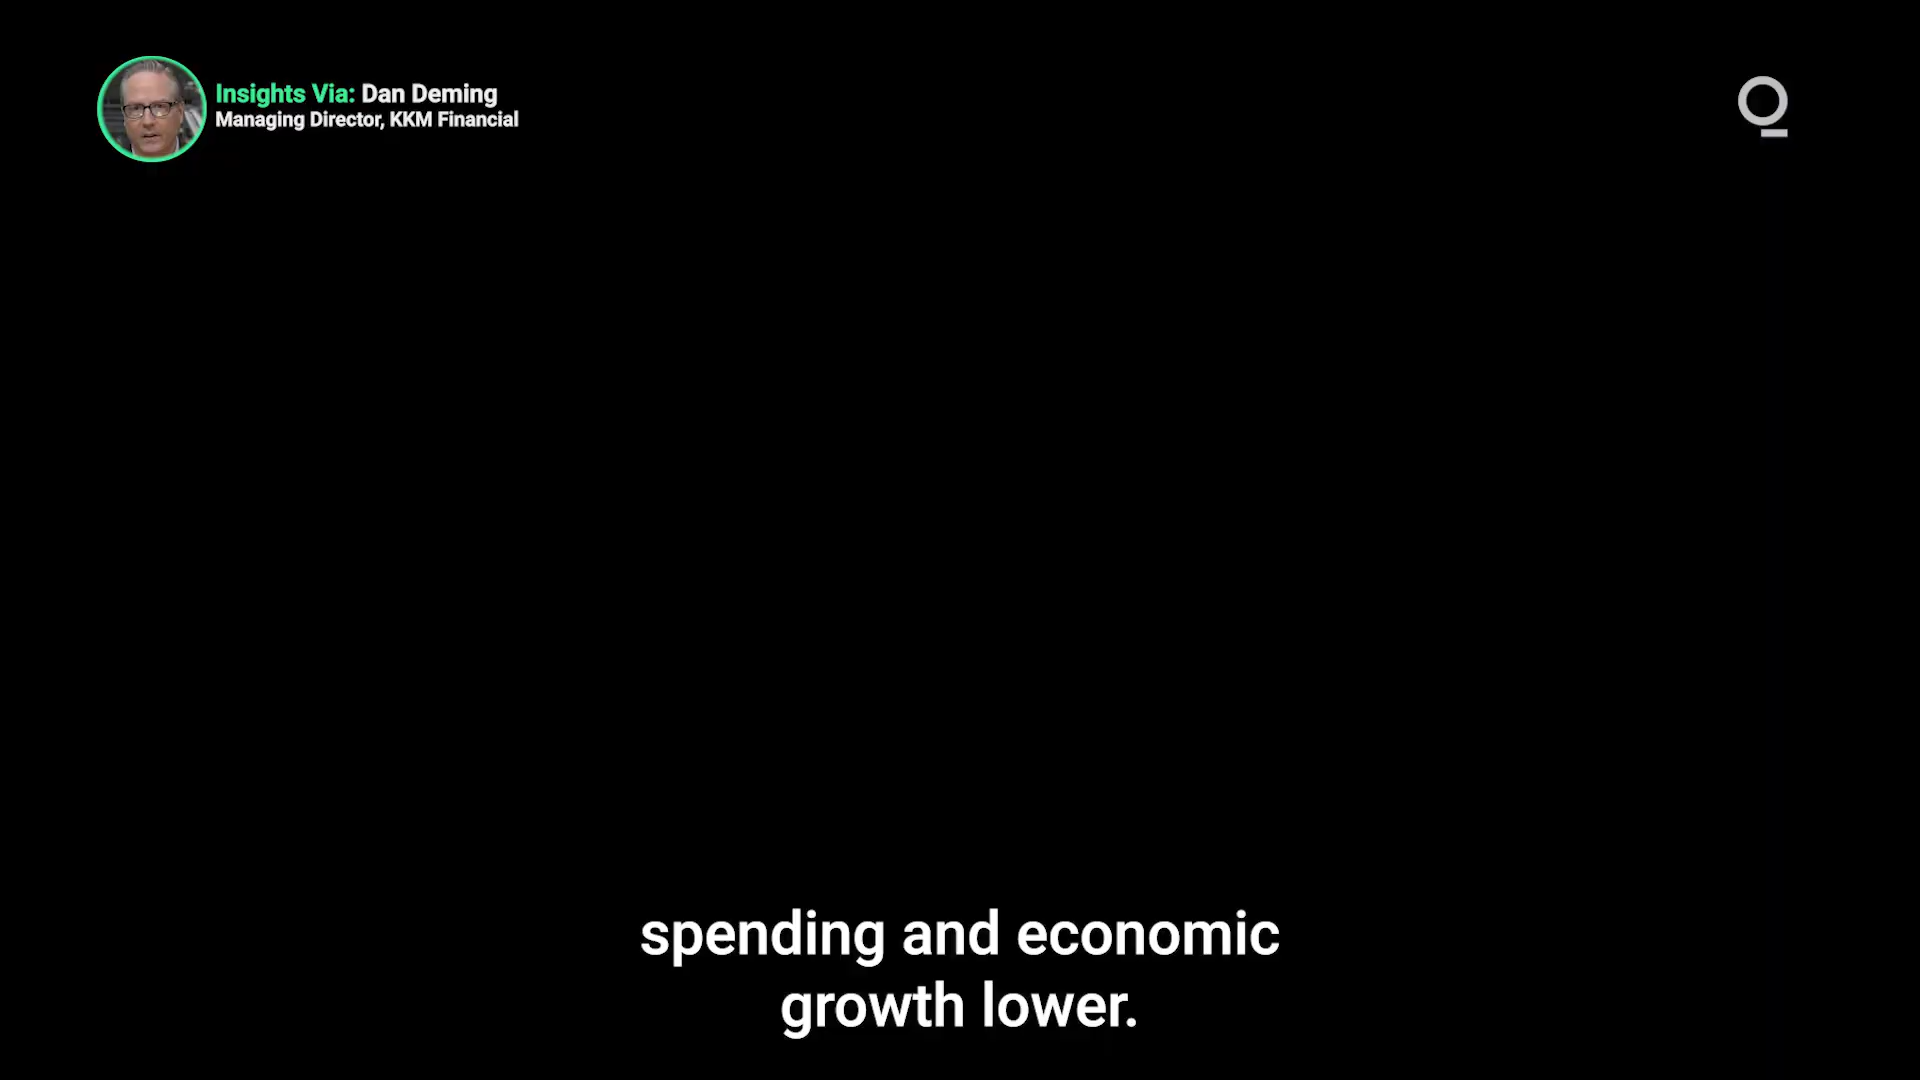 Insights Via: Dan Deming
Managing Director, KKM Financial
spending and economic
growth lower.